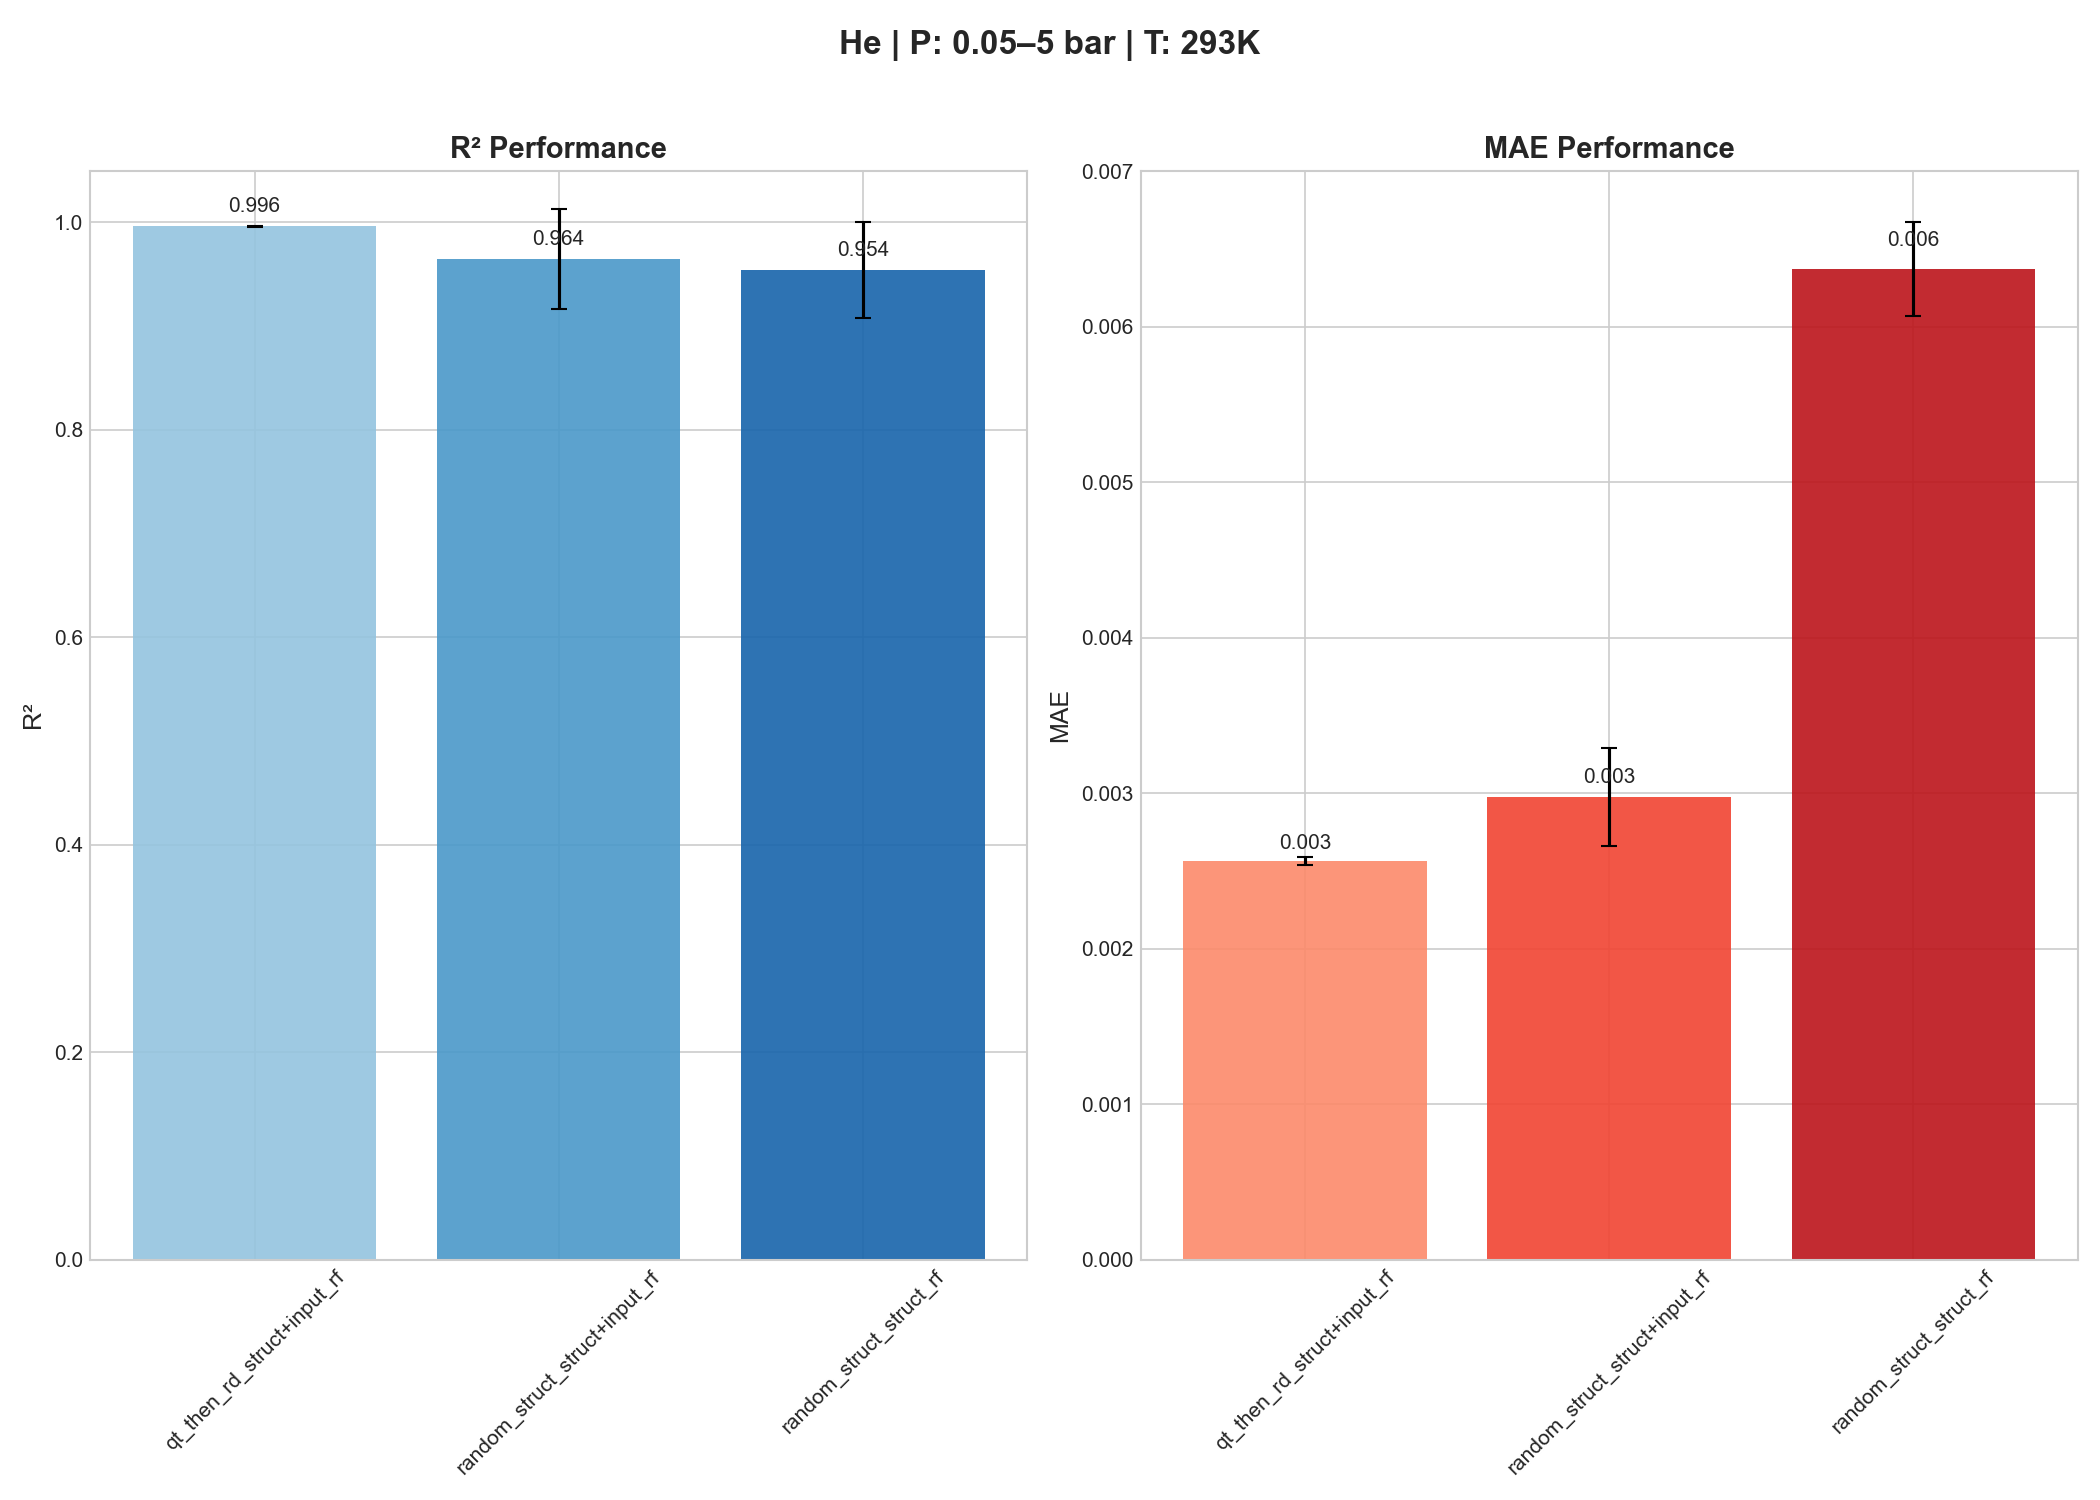 He | P: 0.05–5 bar | T: 293K
R² Performance
0.996
0.964
0.954
1.0
0.8
0.6
0.4
0.2
0.0
R²
qt_then_rd_struct+input_rf
random_struct_struct+input_rf
random_struct_struct_rf
MAE Performance
0.007
0.006
0.005
0.004
0.003
0.002
0.001
0.000
MAE
0.003
0.003
0.006
qt_then_rd_struct+input_rf
random_struct_struct+input_rf
random_struct_struct_rf